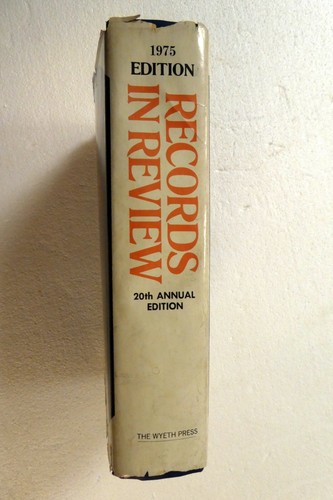 1975
EDITION
RECORDS
IN REVIEW
20th ANNUAL
EDITION
THE WYETH PRESS